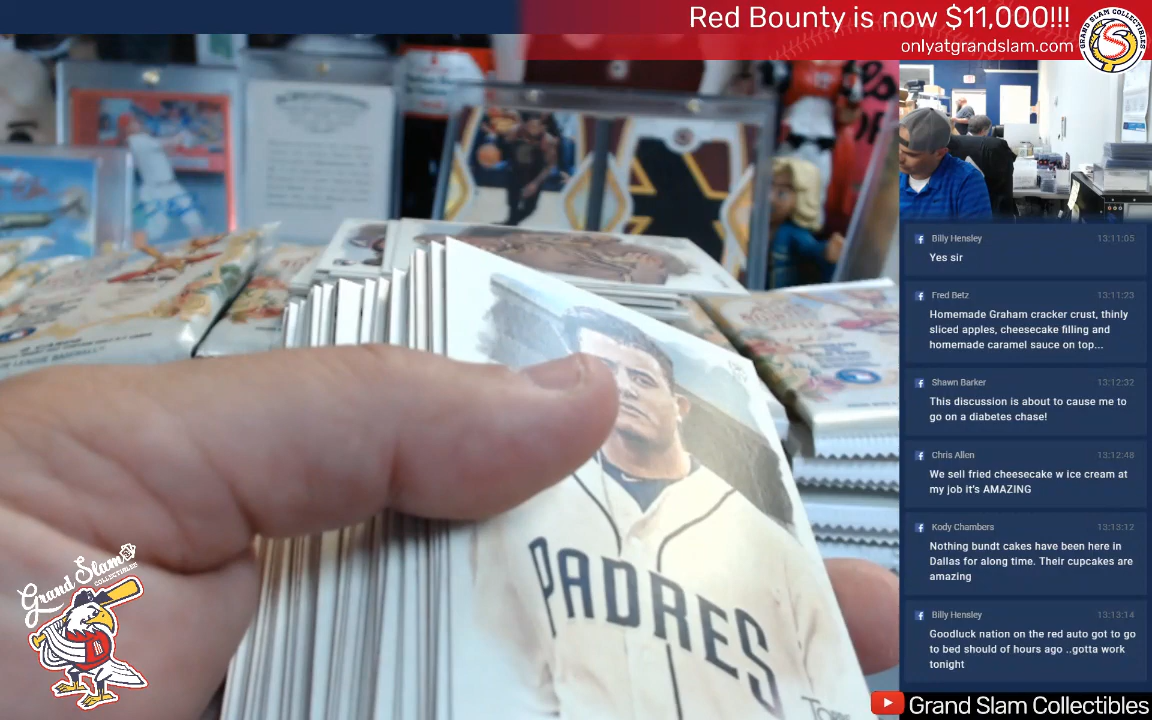 Red Bounty is now $11,000!!!
onlyatgrandslam.com
GRAND SLAM COLLECTIBLES
Billy Hensley 13:11:05
Yes sir
Fred Betz 13:11:23
Homemade Graham cracker crust, thinly
sliced apples, cheesecake filling and
homemade caramel sauce on top...
Shawn Barker 13:12:32
This discussion is about to cause me to
go on a diabetes chase!
Chris Allen 13:12:48
We sell fried cheesecake w ice cream at
my job it's AMAZING
Kody Chambers 13:13:12
Nothing bundt cakes have been here in
Dallas for along time. Their cupcakes are
amazing
Billy Hensley 13:13:14
Goodluck nation on the red auto got to go
to bed should of hours ago ..gotta work
tonight
PADRES
Grand Slam
COLLECTIBLES
Grand Slam Collectibles